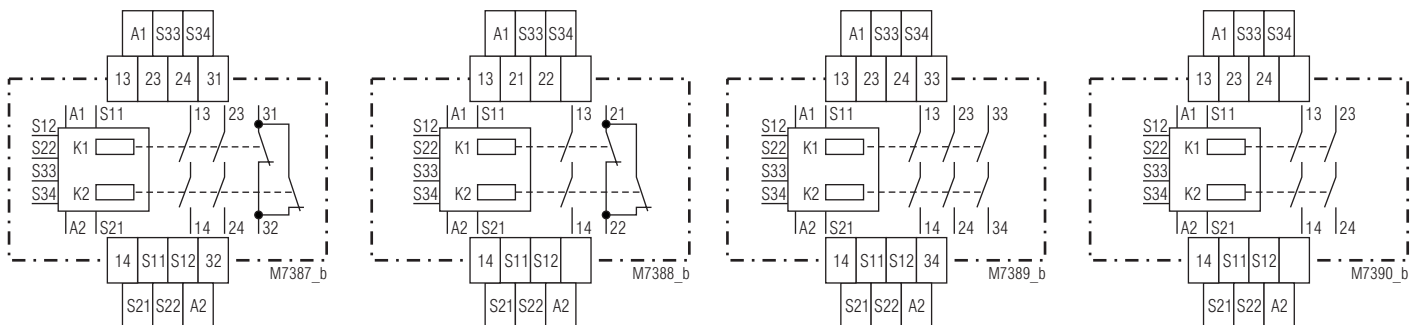 A1 S33 S34
13 23 24 31
A1 S11 13 23 31
S12
S22 K1
S33
S34 K2
A2 S21 14 24 32
14 S11 S12 32
M7387_b
S21 S22 A2
A1 S33 S34
13 21 22
A1 S11 13 21
S12
S22 K1
S33
S34 K2
A2 S21 14 22
14 S11 S12
M7388_b
S21 S22 A2
A1 S33 S34
13 23 24 33
A1 S11 13 23 33
S12
S22 K1
S33
S34 K2
A2 S21 14 24 34
14 S11 S12 34
M7389_b
S21 S22 A2
A1 S33 S34
13 23 24
A1 S11 13 23
S12
S22 K1
S33
S34 K2
A2 S21 14 24
14 S11 S12
M7390_b
S21 S22 A2